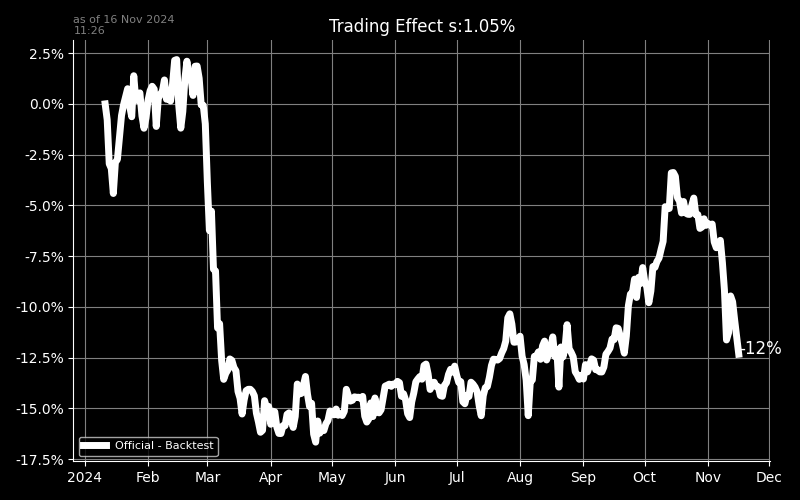 as of 16 Nov 2024
11:26
Trading Effect s:1.05%
2.5%
0.0%
-2.5%
-5.0%
-7.5%
-10.0%
-12.5%
-15.0%
-17.5%
-12%
Official - Backtest
2024 Feb Mar Apr May Jun Jul Aug Sep Oct Nov Dec